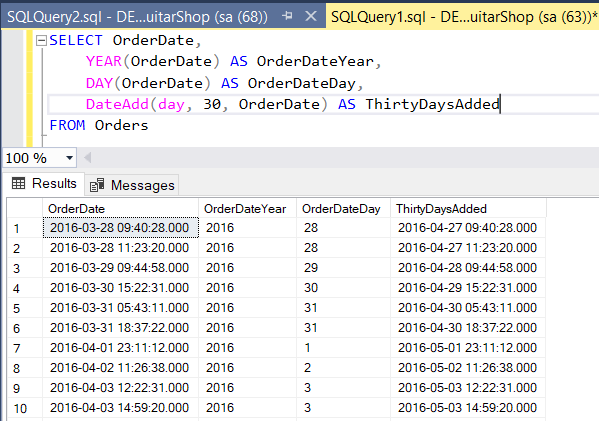 SQLQuery2.sql - DE...uitarShop (sa (68)) SQLQuery1.sql - DE...uitarShop (sa (63))*
SELECT OrderDate,
YEAR(OrderDate) AS OrderDateYear,
DAY(OrderDate) AS OrderDateDay,
DateAdd(day, 30, OrderDate) AS ThirtyDaysAdded
FROM Orders
100 %
Results Messages
OrderDate OrderDateYear OrderDateDay ThirtyDaysAdded
1 2016-03-28 09:40:28.000 2016 28 2016-04-27 09:40:28.000
2 2016-03-28 11:23:20.000 2016 28 2016-04-27 11:23:20.000
3 2016-03-29 09:44:58.000 2016 29 2016-04-28 09:44:58.000
4 2016-03-30 15:22:31.000 2016 30 2016-04-29 15:22:31.000
5 2016-03-31 05:43:11.000 2016 31 2016-04-30 05:43:11.000
6 2016-03-31 18:37:22.000 2016 31 2016-04-30 18:37:22.000
7 2016-04-01 23:11:12.000 2016 1 2016-05-01 23:11:12.000
8 2016-04-02 11:26:38.000 2016 2 2016-05-02 11:26:38.000
9 2016-04-03 12:22:31.000 2016 3 2016-05-03 12:22:31.000
10 2016-04-03 14:59:20.000 2016 3 2016-05-03 14:59:20.000